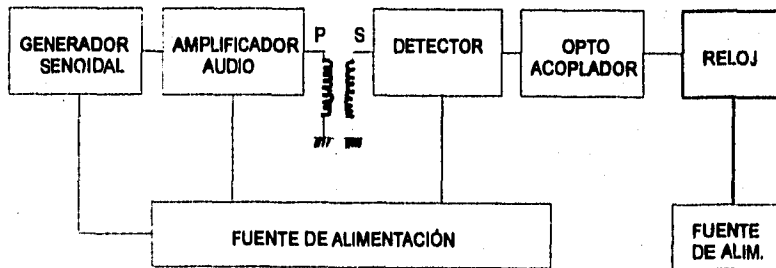 GENERADOR
SENOIDAL
AMPLIFICADOR
AUDIO
P
S
DETECTOR
OPTO
ACOPLADOR
RELOJ
FUENTE DE ALIMENTACIÓN
FUENTE
DE ALIM.